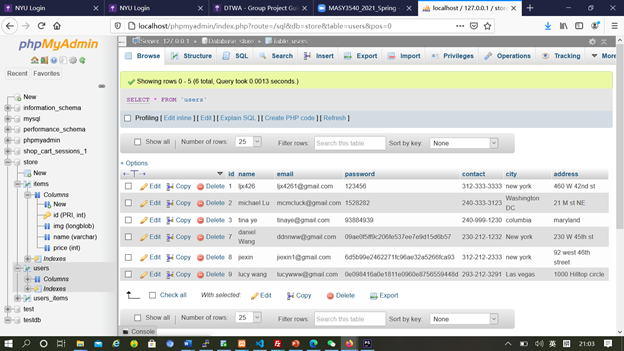 NYU Login
NYU Login
DTWA - Group Project Guid
MASY3540_2021_Spring -
localhost / 127.0.0.1 / store
localhost/phpmyadmin/index.php?route=/sql&db=store&table=users&pos=0
phpMyAdmin
Recent Favorites
New
information_schema
mysql
performance_schema
phpmyadmin
shop_cart_sessions_1
store
New
items
Columns
New
id (PRI, int)
img (longblob)
name (varchar)
price (int)
Indexes
users
Columns
Indexes
users_items
test
testdb
Server: 127.0.0.1 » Database: store » Table: users
Browse Structure SQL Search Insert Export Import Privileges Operations Tracking More
Showing rows 0 - 5 (6 total, Query took 0.0013 seconds.)
SELECT * FROM `users`
Profiling [ Edit inline ] [ Edit ] [ Explain SQL ] [ Create PHP code ] [ Refresh ]
Show all Number of rows: 25 Filter rows: Search this table Sort by key: None
+ Options
id name email password contact city address
Edit Copy Delete 1 lpx426 lpx4261@gmail.com 123456 312-333-3333 new york 460 W 42nd st
Edit Copy Delete 2 michael Lu mcmcluck@gmail.com 1528282 240-333-3123 Washington DC 21 M st NE
Edit Copy Delete 3 tina ye tinaye@gmail.com 93884939 240-999-1230 columbia maryland
Edit Copy Delete 7 daniel Wang ddnnww@gmail.com 230-212-1232 New york 230 W 45th st
Edit Copy Delete 8 jiexin jiexin1@gmail.com 312-333-2333 new york 92 west 46th street
Edit Copy Delete 9 lucy wang lucywww@gmail.com 293-212-3291 Las vegas 1000 Hilltop circle
Check all With selected: Edit Copy Delete Export
Show all Number of rows: 25 Filter rows: Search this table Sort by key: None
Console
21:03